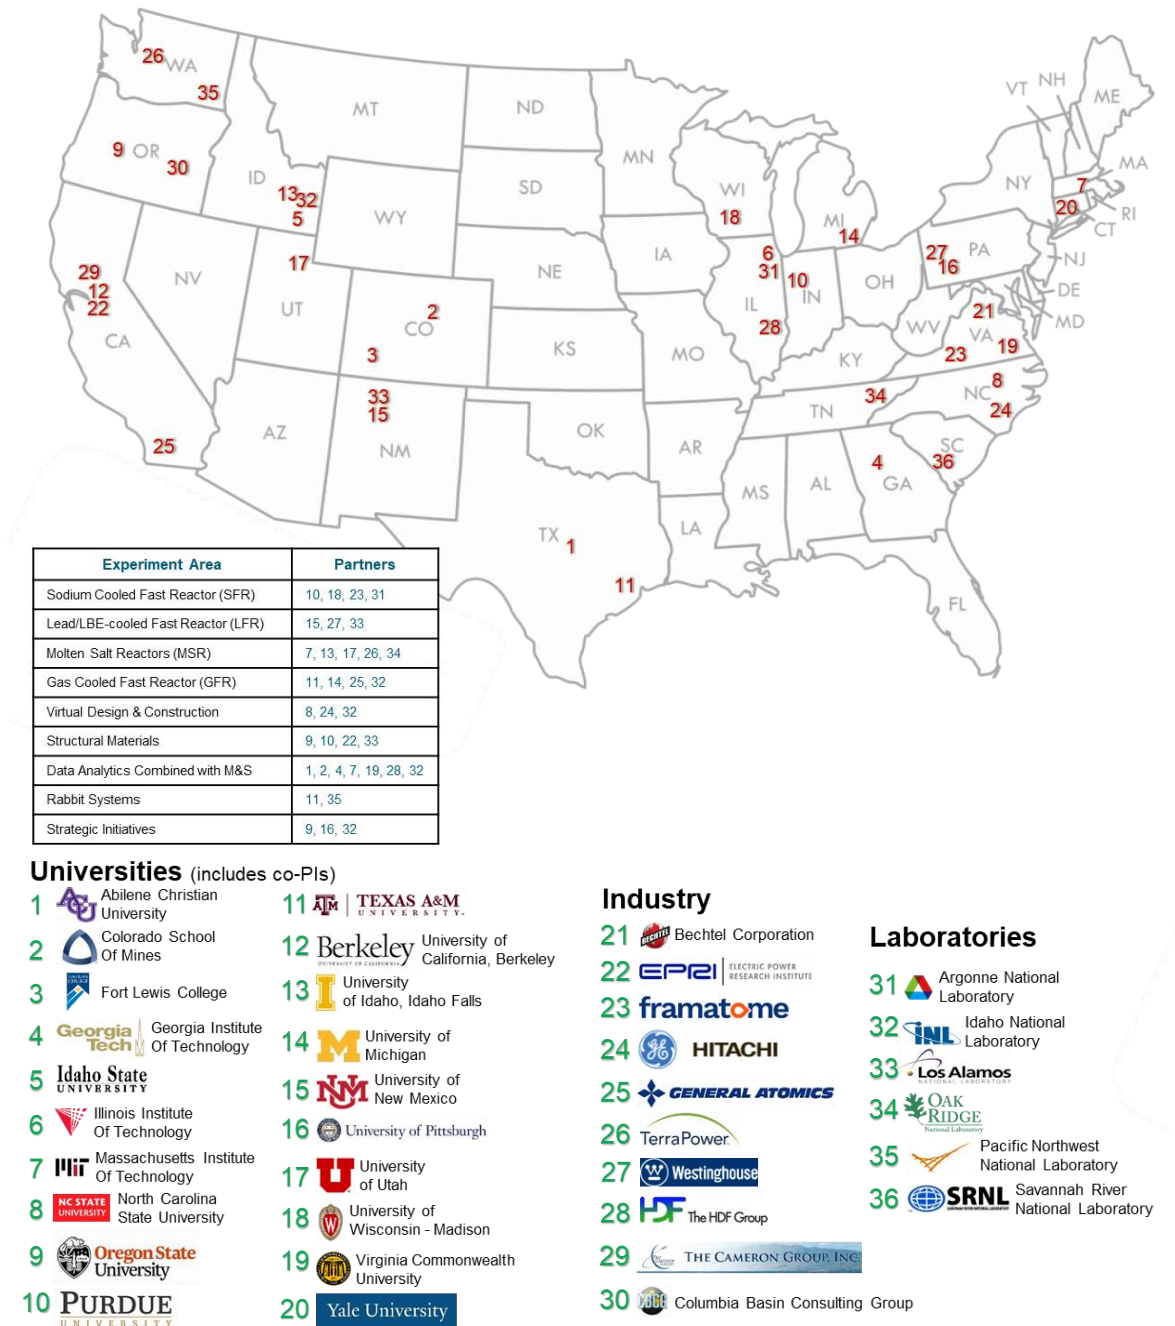 26
WA
35
MT
ND
MN
VT
NH
ME
9
OR
30
ID
13
32
5
WY
SD
WI
18
MI
14
NY
MA
7
20
RI
CT
17
NV
UT
29
12
22
CA
CO
2
3
NE
IA
6
31
IL
28
10
IN
OH
27
16
PA
NJ
DE
MD
21
WV
VA
23
19
KS
MO
KY
33
15
NM
AZ
25
OK
AR
TN
34
8
NC
24
SC
36
4
GA
AL
MS
LA
TX
1
11
FL
Experiment Area Partners
Sodium Cooled Fast Reactor (SFR) 10, 18, 23, 31
Lead/LBE-cooled Fast Reactor (LFR) 15, 27, 33
Molten Salt Reactors (MSR) 7, 13, 17, 26, 34
Gas Cooled Fast Reactor (GFR) 11, 14, 25, 32
Virtual Design & Construction 8, 24, 32
Structural Materials 9, 10, 22, 33
Data Analytics Combined with M&S 1, 2, 4, 7, 19, 28, 32
Rabbit Systems 11, 35
Strategic Initiatives 9, 16, 32
Universities (includes co-PIs)
1 ACU Abilene Christian
University
2 Colorado School
Of Mines
3 Fort Lewis College
4 Georgia
Tech Georgia Institute
Of Technology
5 Idaho State
UNIVERSITY
6 Illinois Institute
Of Technology
7 MIT Massachusetts Institute
Of Technology
8 NC STATE
UNIVERSITY North Carolina
State University
9 Oregon State
University
10 PURDUE
UNIVERSITY
11 ATM TEXAS A&M
UNIVERSITY.
12 Berkeley
UNIVERSITY OF CALIFORNIA University of
California, Berkeley
13 I University
of Idaho, Idaho Falls
14 M University of
Michigan
15 NM University of
New Mexico
16 University of Pittsburgh
17 U University
of Utah
18 W University of
Wisconsin - Madison
19 Virginia Commonwealth
University
20 Yale University
Industry
21 BECHTEL Bechtel Corporation
22 EPRI ELECTRIC POWER
RESEARCH INSTITUTE
23 framatome
24 GE HITACHI
25 GENERAL ATOMICS
26 TerraPower
27 W Westinghouse
28 HDF The HDF Group
29 THE CAMERON GROUP, INC.
30 CBCG Columbia Basin Consulting Group
Laboratories
31 Argonne National
Laboratory
32 INL Idaho National
Laboratory
33 Los Alamos
NATIONAL LABORATORY
34 OAK
RIDGE
National Laboratory
35 Pacific Northwest
National Laboratory
36 SRNL Savannah River
National Laboratory